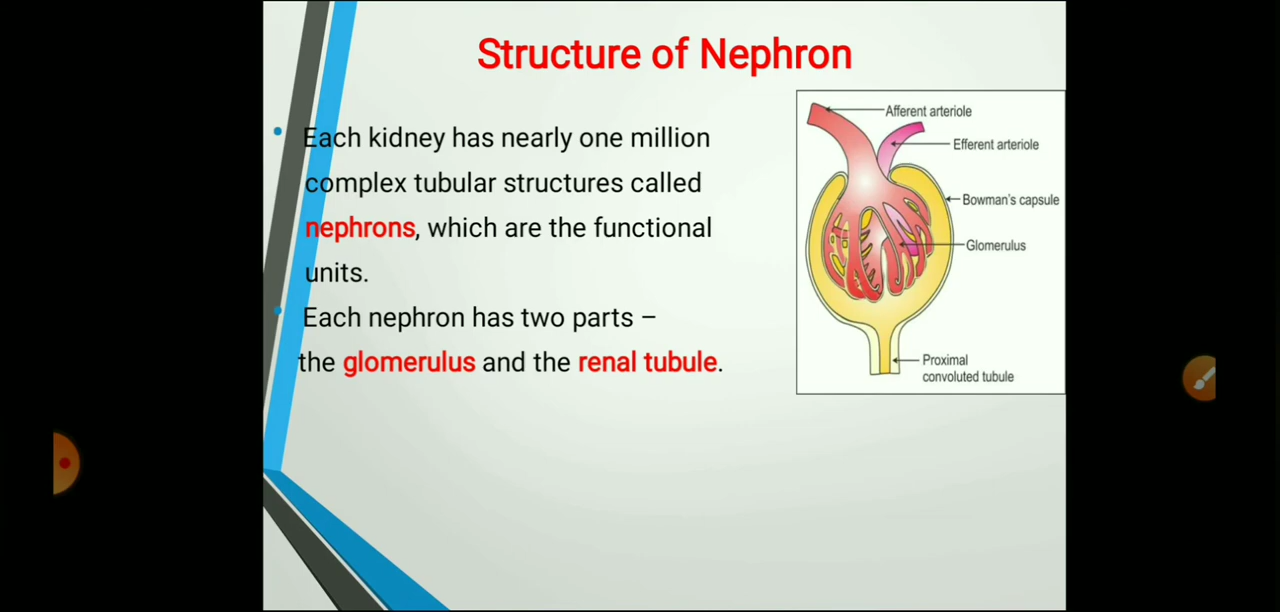 Structure of Nephron
• Each kidney has nearly one million
complex tubular structures called
nephrons, which are the functional
units.
• Each nephron has two parts –
the glomerulus and the renal tubule.
Afferent arteriole
Efferent arteriole
Bowman's capsule
Glomerulus
Proximal
convoluted tubule